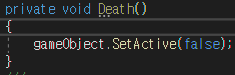 private void Death()
{
gameObject.SetActive(false);
}